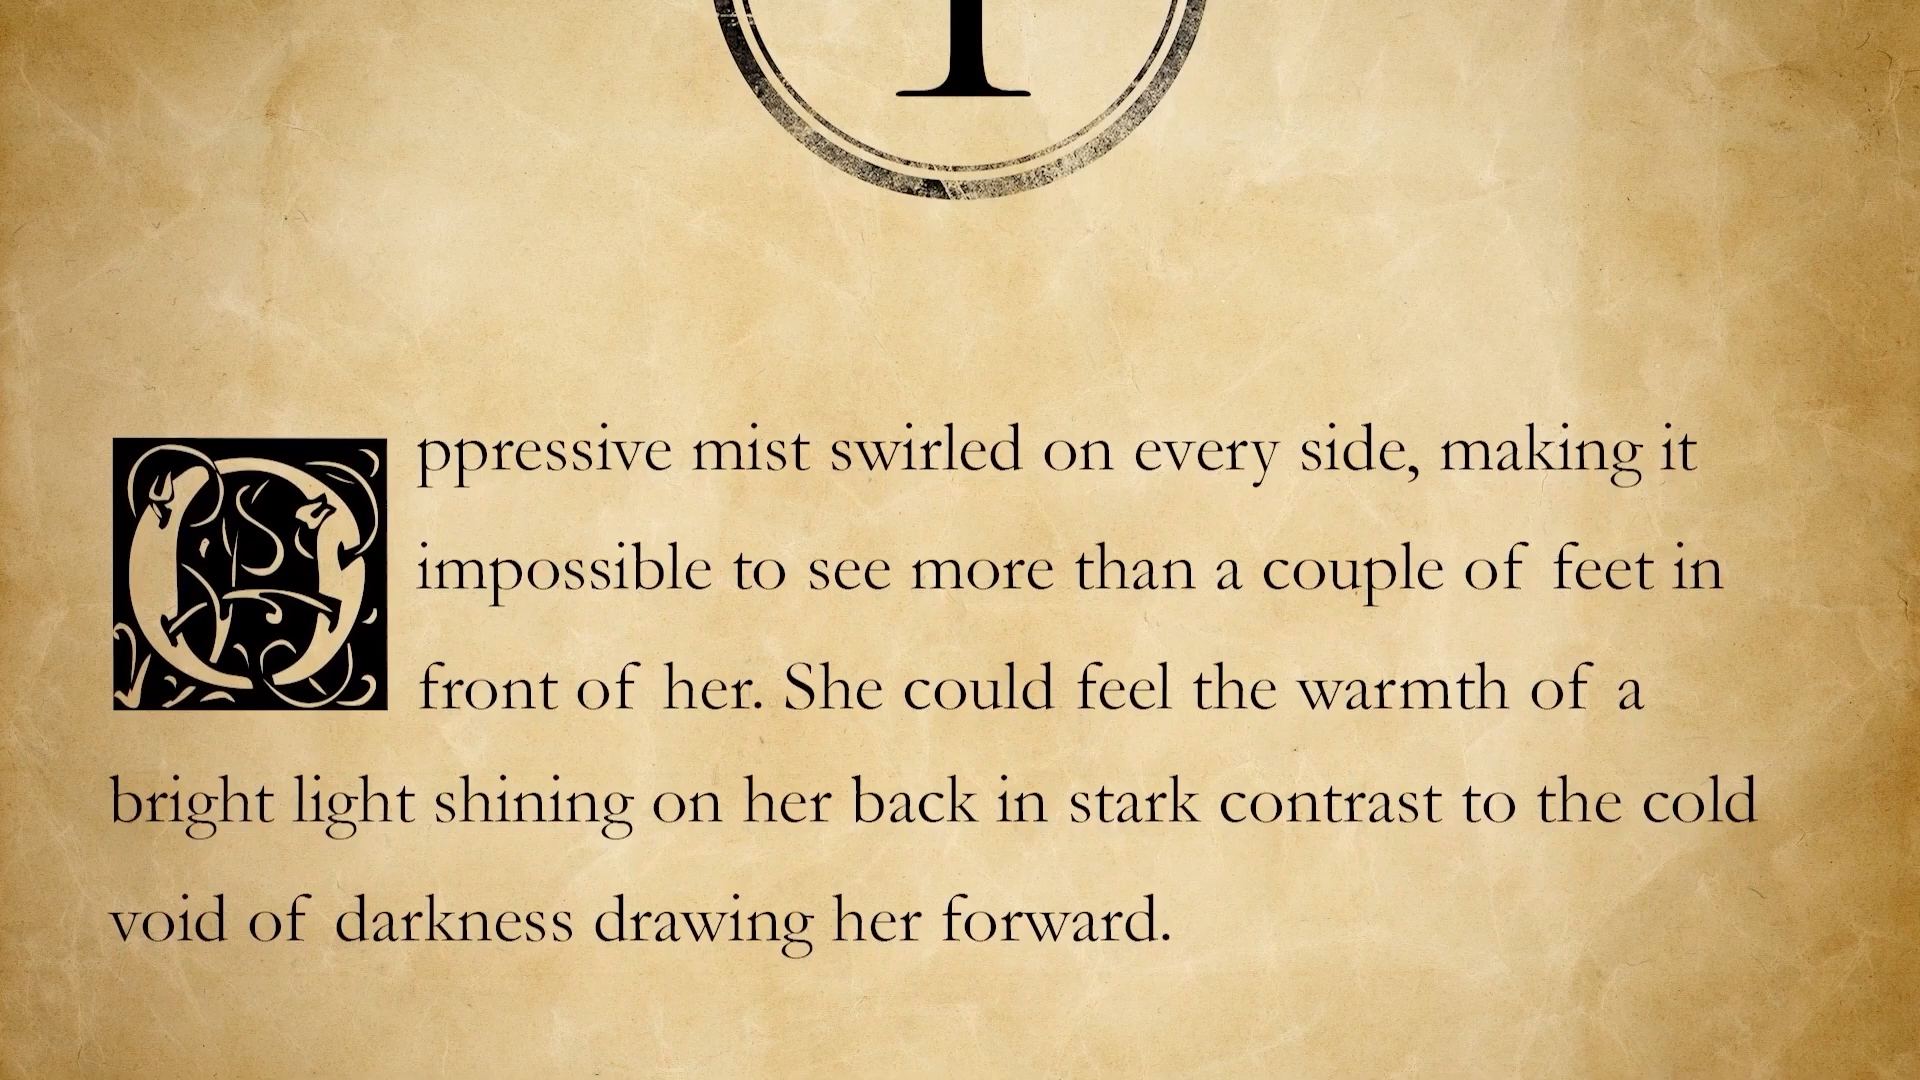 1
Oppressive mist swirled on every side, making it
impossible to see more than a couple of feet in
front of her. She could feel the warmth of a
bright light shining on her back in stark contrast to the cold
void of darkness drawing her forward.